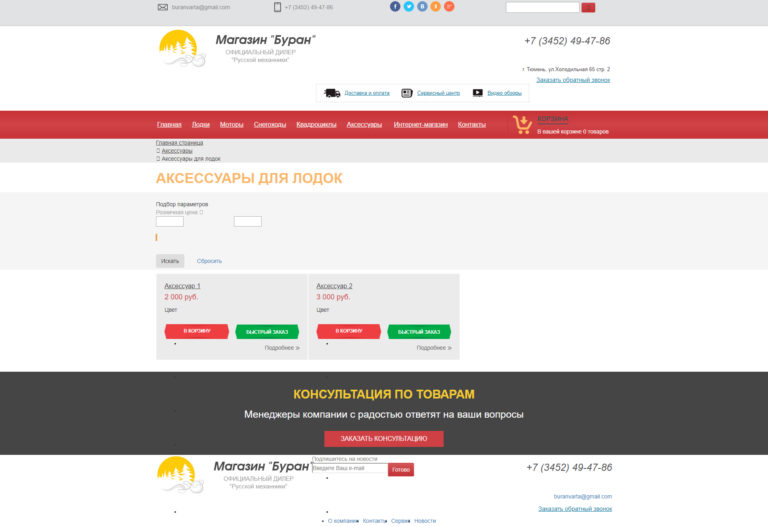 buranvarta@gmail.com
+7 (3452) 49-47-86
Магазин "Буран"
ОФИЦИАЛЬНЫЙ ДИЛЕР
"Русской механники"
+7 (3452) 49-47-86
г. Тюмень, ул.Холодильная 65 стр. 2
Заказать обратный звонок
Доставка и оплата
Сервисный центр
Видео обзоры
Главная Лодки Моторы Снегоходы Квадроциклы Аксессуары Интернет-магазин Контакты
КОРЗИНА
В вашей корзине 0 товаров
Главная страница
Аксессуары
Аксессуары для лодок
АКСЕССУАРЫ ДЛЯ ЛОДОК
Подбор параметров
Розничная цена
Искать Сбросить
Аксессуар 1
2 000 руб.
Цвет
В КОРЗИНУ БЫСТРЫЙ ЗАКАЗ
Подробнее »
Аксессуар 2
3 000 руб.
Цвет
В КОРЗИНУ БЫСТРЫЙ ЗАКАЗ
Подробнее »
КОНСУЛЬТАЦИЯ ПО ТОВАРАМ
Менеджеры компании с радостью ответят на ваши вопросы
ЗАКАЗАТЬ КОНСУЛЬТАЦИЮ
Магазин "Буран"
ОФИЦИАЛЬНЫЙ ДИЛЕР
"Русской механики"
Подпишитесь на новости
Введите Ваш e-mail Готово
+7 (3452) 49-47-86
buranvarta@gmail.com
Заказать обратный звонок
О компании Контакты Сервис Новости